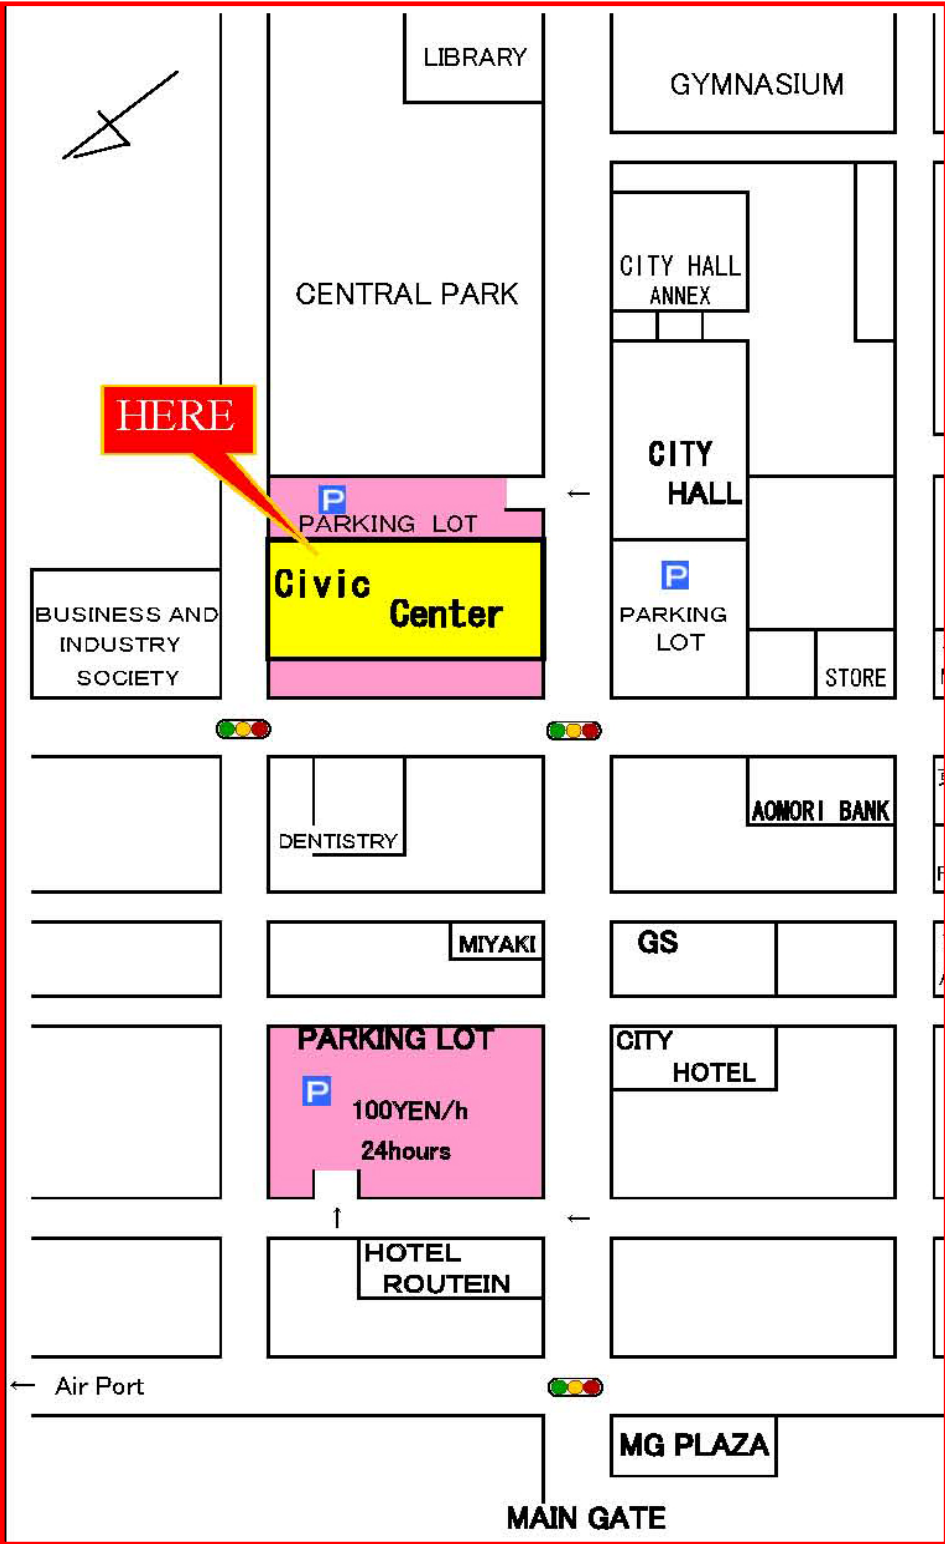 LIBRARY
GYMNASIUM
CITY HALL
ANNEX
CENTRAL PARK
HERE
CITY
HALL
P
PARKING LOT
Civic
Center
P
PARKING
LOT
BUSINESS AND
INDUSTRY
SOCIETY
STORE
AOMORI BANK
DENTISTRY
MIYAKI
GS
PARKING LOT
P
100YEN/h
24hours
CITY
HOTEL
↑
←
HOTEL
ROUTEIN
← Air Port
MG PLAZA
MAIN GATE